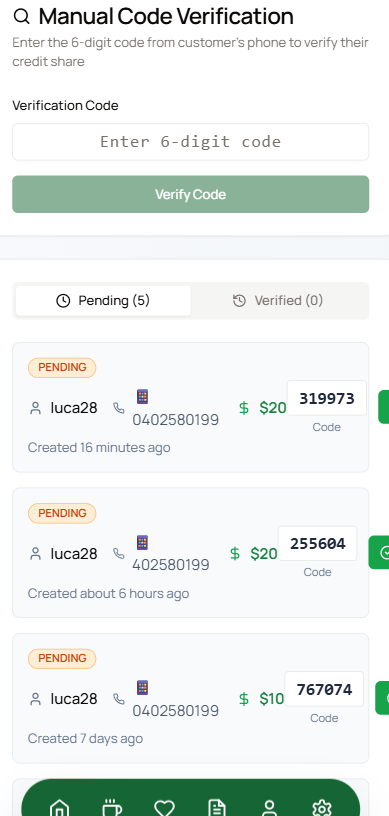 Manual Code Verification
Enter the 6-digit code from customer's phone to verify their
credit share
Verification Code
Enter 6-digit code
Verify Code
Pending (5)
Verified (0)
PENDING
luca28
0402580199
$20
319973
Code
Created 16 minutes ago
PENDING
luca28
402580199
$20
255604
Code
Created about 6 hours ago
PENDING
luca28
0402580199
$10
767074
Code
Created 7 days ago